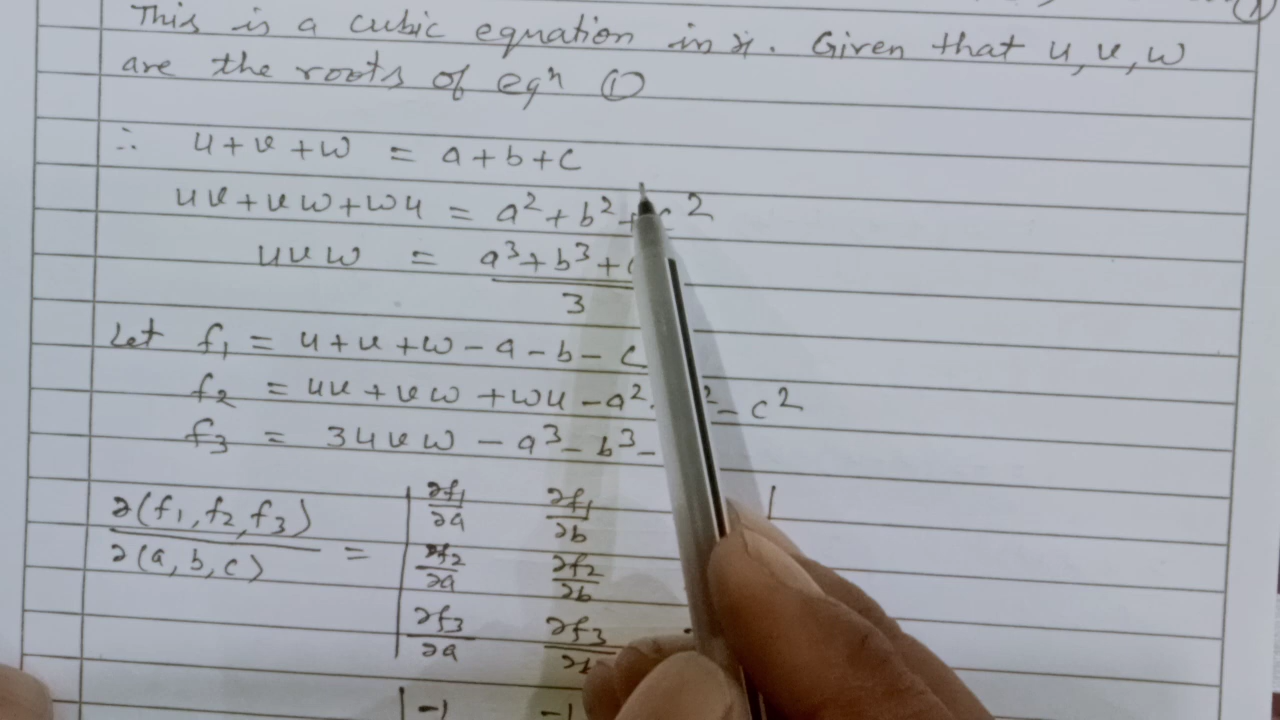 This is a cubic equation in x. Given that u, v, w
are the roots of eqⁿ ①
∴ u+v+w = a+b+c
uv+vw+wu = a²+b²+c²
uvw = a³+b³+
3
Let f₁ = u+v+w-a-b-c
f₂ = uv+vw+wu-a² ²-c²
f₃ = 3uvw-a³-b³-
∂(f₁,f₂,f₃) / ∂(a,b,c) = | ∂f₁/∂a ∂f₁/∂b |
∂f₂/∂a ∂f₂/∂b
∂f₃/∂a ∂f₃/∂b
| -1 -1